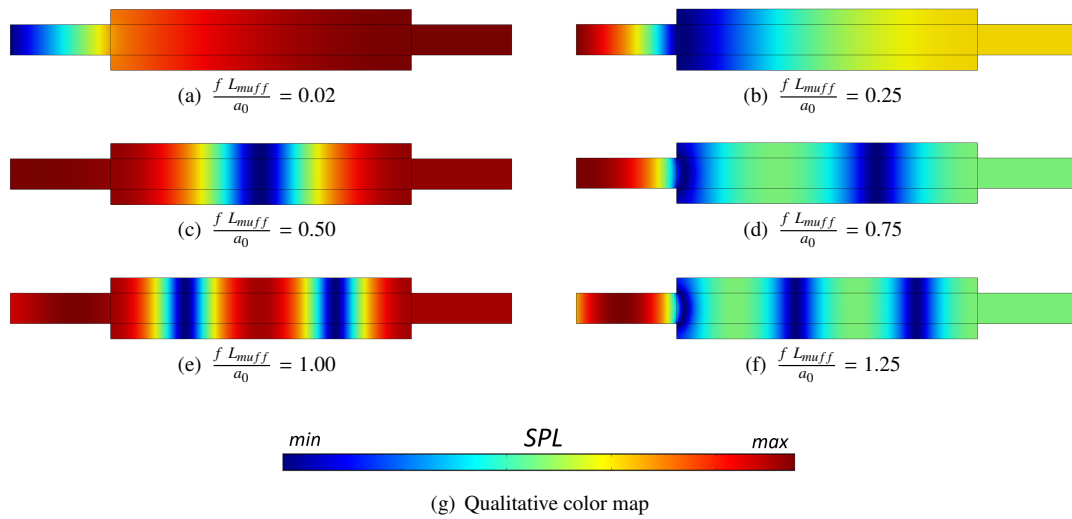 (a) f L_muff / a_0 = 0.02
(b) f L_muff / a_0 = 0.25
(c) f L_muff / a_0 = 0.50
(d) f L_muff / a_0 = 0.75
(e) f L_muff / a_0 = 1.00
(f) f L_muff / a_0 = 1.25
min SPL max
(g) Qualitative color map